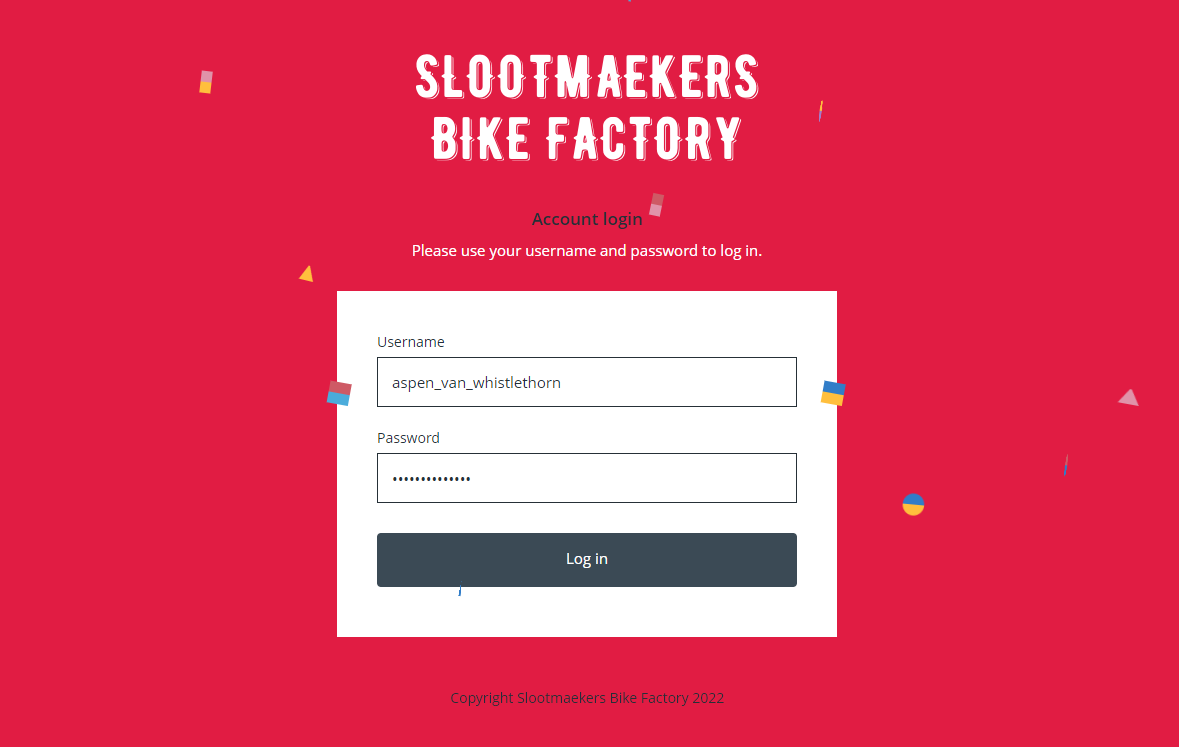 SLOOTMAEKERS
BIKE FACTORY
Account login
Please use your username and password to log in.
Username
aspen_van_whistlethorn
Password
••••••••••••••
Log in
Copyright Slootmaekers Bike Factory 2022